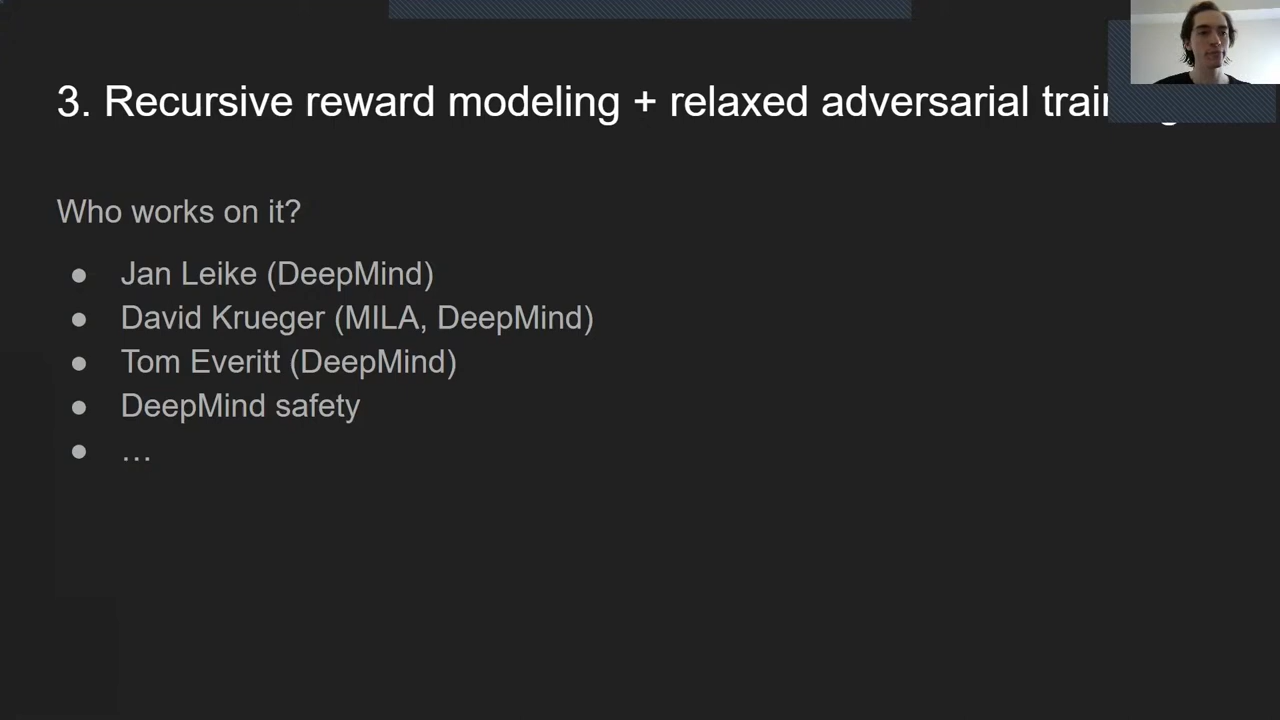 3. Recursive reward modeling + relaxed adversarial
Who works on it?
● Jan Leike (DeepMind)
● David Krueger (MILA, DeepMind)
● Tom Everitt (DeepMind)
● DeepMind safety
● …